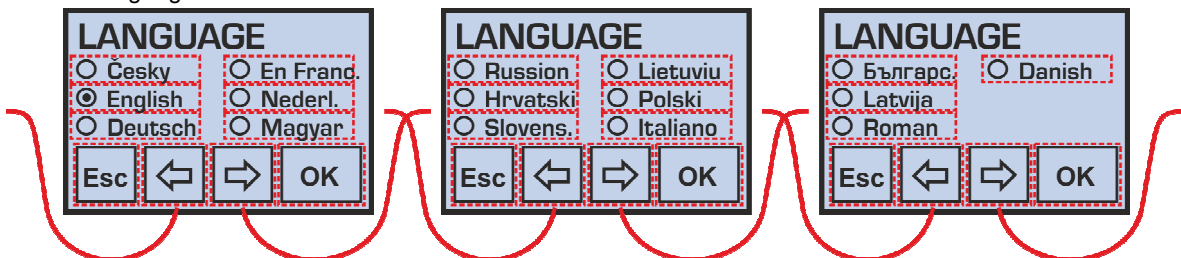 LANGUAGE
Česky
En Franc.
English
Nederl.
Deutsch
Magyar
Esc
OK
LANGUAGE
Russion
Lietuviu
Hrvatski
Polski
Slovens.
Italiano
Esc
OK
LANGUAGE
Българс.
Danish
Latvija
Roman
Esc
OK